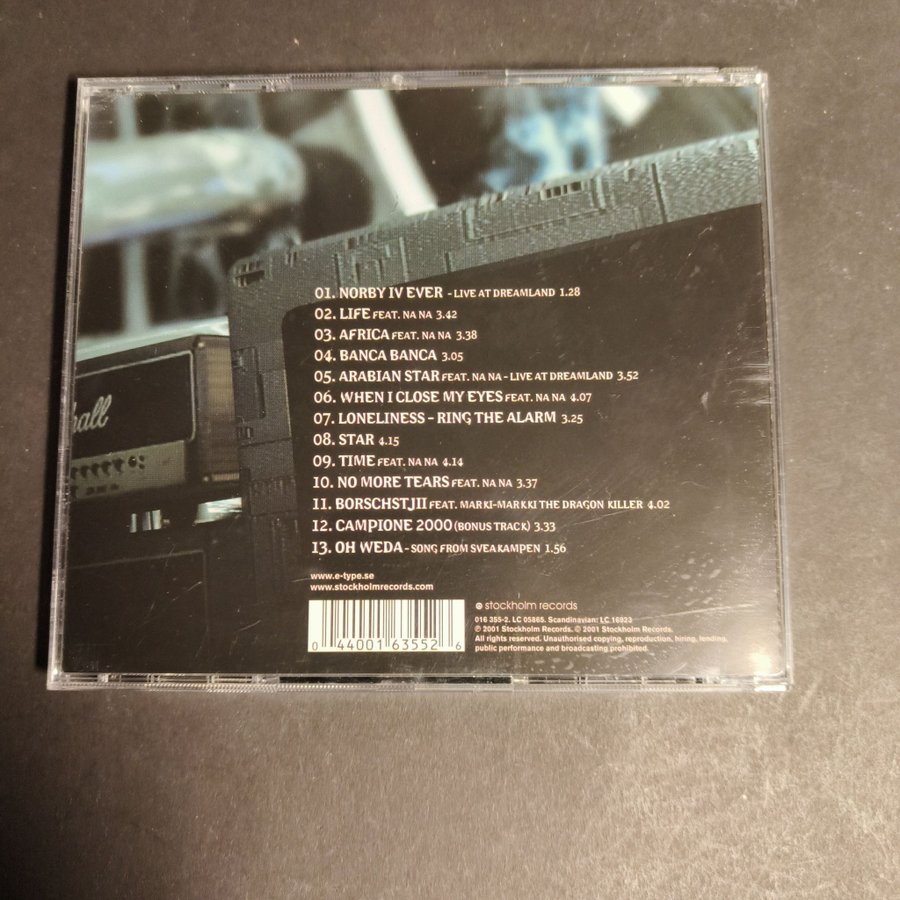 hall
01. NORBY IV EVER - LIVE AT DREAMLAND 1.28
02. LIFE FEAT. NA NA 3.42
03. AFRICA FEAT. NA NA 3.38
04. BANCA BANCA 3.05
05. ARABIAN STAR FEAT. NA NA - LIVE AT DREAMLAND 3.52
06. WHEN I CLOSE MY EYES FEAT. NA NA 4.07
07. LONELINESS - RING THE ALARM 3.25
08. STAR 4.15
09. TIME FEAT. NA NA 4.14
10. NO MORE TEARS FEAT. NA NA 3.37
11. BORSCHSTJII FEAT. MARKI-MARKKI THE DRAGON KILLER 4.02
12. CAMPIONE 2000 (BONUS TRACK) 3.33
13. OH WEDA - SONG FROM SVEAKAMPEN 1.56
www.e-type.se
www.stockholmrecords.com
0 44001 63552 6
stockholm records
016 355-2. LC 05865. Scandinavian: LC 16923
℗ 2001 Stockholm Records. © 2001 Stockholm Records.
All rights reserved. Unauthorised copying, reproduction, hiring, lending,
public performance and broadcasting prohibited.